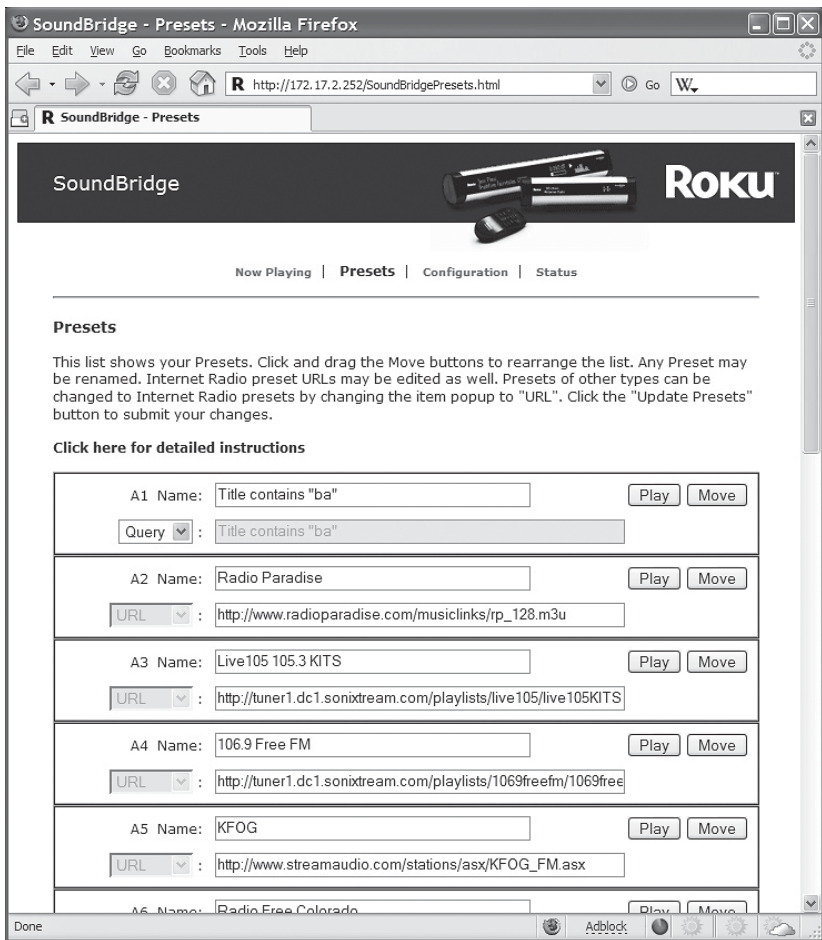 SoundBridge - Presets - Mozilla Firefox
File Edit View Go Bookmarks Tools Help
R http://172.17.2.252/SoundBridgePresets.html Go W.
R SoundBridge - Presets
SoundBridge
Roku
Now Playing | Presets | Configuration | Status
Presets
This list shows your Presets. Click and drag the Move buttons to rearrange the list. Any Preset may
be renamed. Internet Radio preset URLs may be edited as well. Presets of other types can be
changed to Internet Radio presets by changing the item popup to "URL". Click the "Update Presets"
button to submit your changes.
Click here for detailed instructions
A1 Name: Title contains "ba" Play Move
Query : Title contains "ba"
A2 Name: Radio Paradise Play Move
URL : http://www.radioparadise.com/musiclinks/rp_128.m3u
A3 Name: Live105 105.3 KITS Play Move
URL : http://tuner1.dc1.sonixtream.com/playlists/live105/live105KITS
A4 Name: 106.9 Free FM Play Move
URL : http://tuner1.dc1.sonixtream.com/playlists/1069freefm/1069free
A5 Name: KFOG Play Move
URL : http://www.streamaudio.com/stations/asx/KFOG_FM.asx
A6 Name: Radio Free Colorado Play Move
Done Adblock